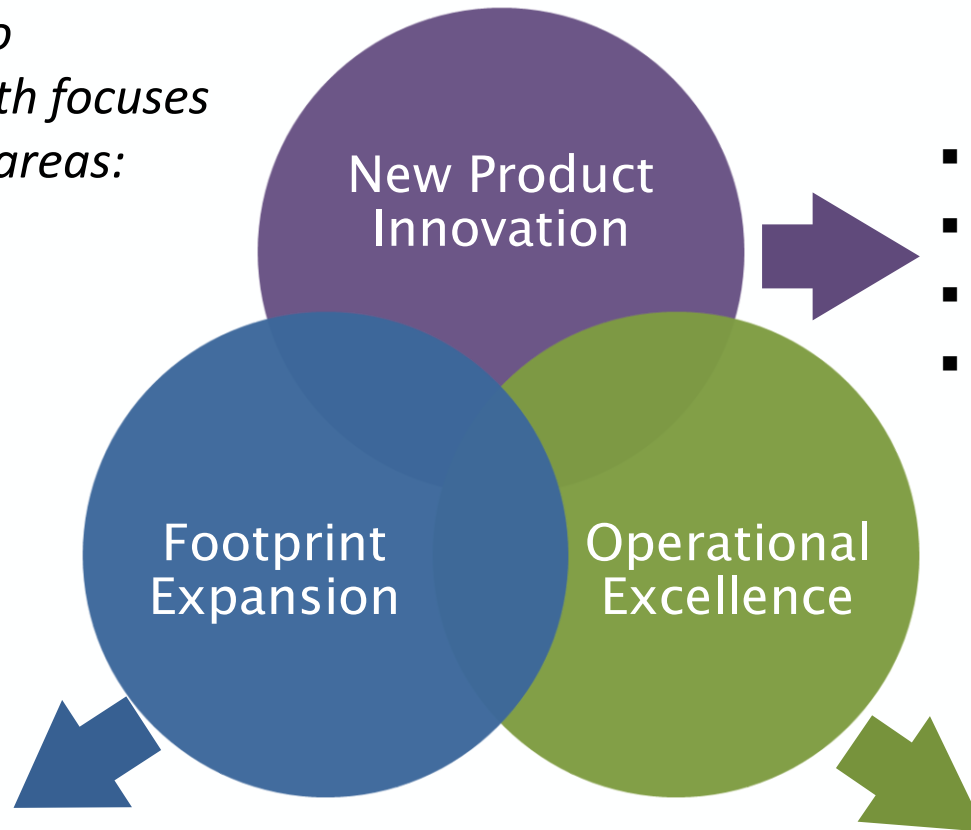 th focuses
areas:
New Product
Innovation
Footprint
Expansion
Operational
Excellence